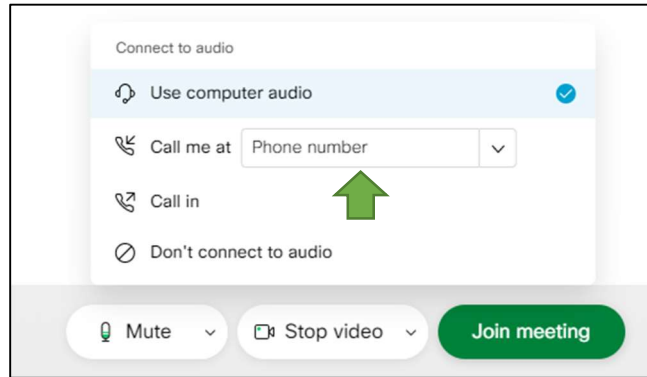 Connect to audio
Use computer audio
Call me at Phone number
Call in
Don't connect to audio
Mute Stop video Join meeting